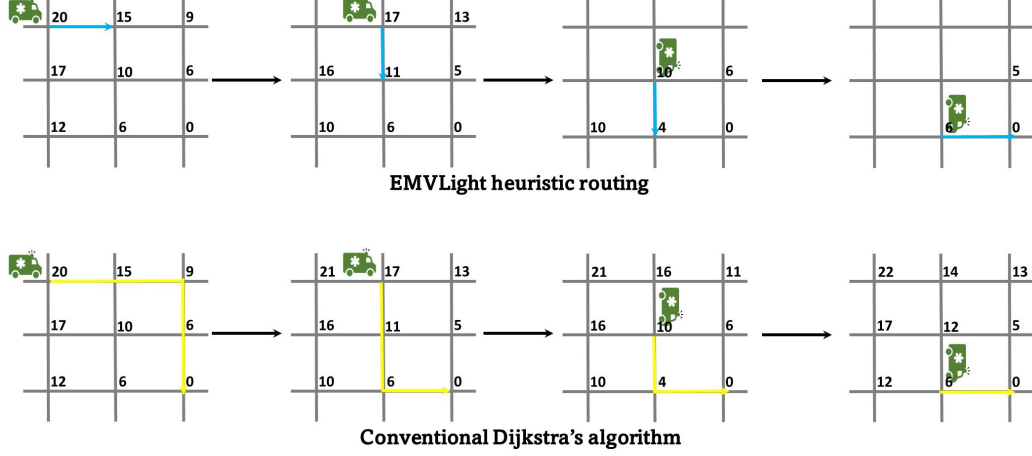 20 15 9 17 13
17 10 6 16 11 5 10 6 5
12 6 0 10 6 0 10 4 0 6 0
EMVLight heuristic routing
20 15 9 21 17 13 21 16 11 22 14 13
17 10 6 16 11 5 16 10 6 17 12 5
12 6 0 10 6 0 10 4 0 12 6 0
Conventional Dijkstra's algorithm